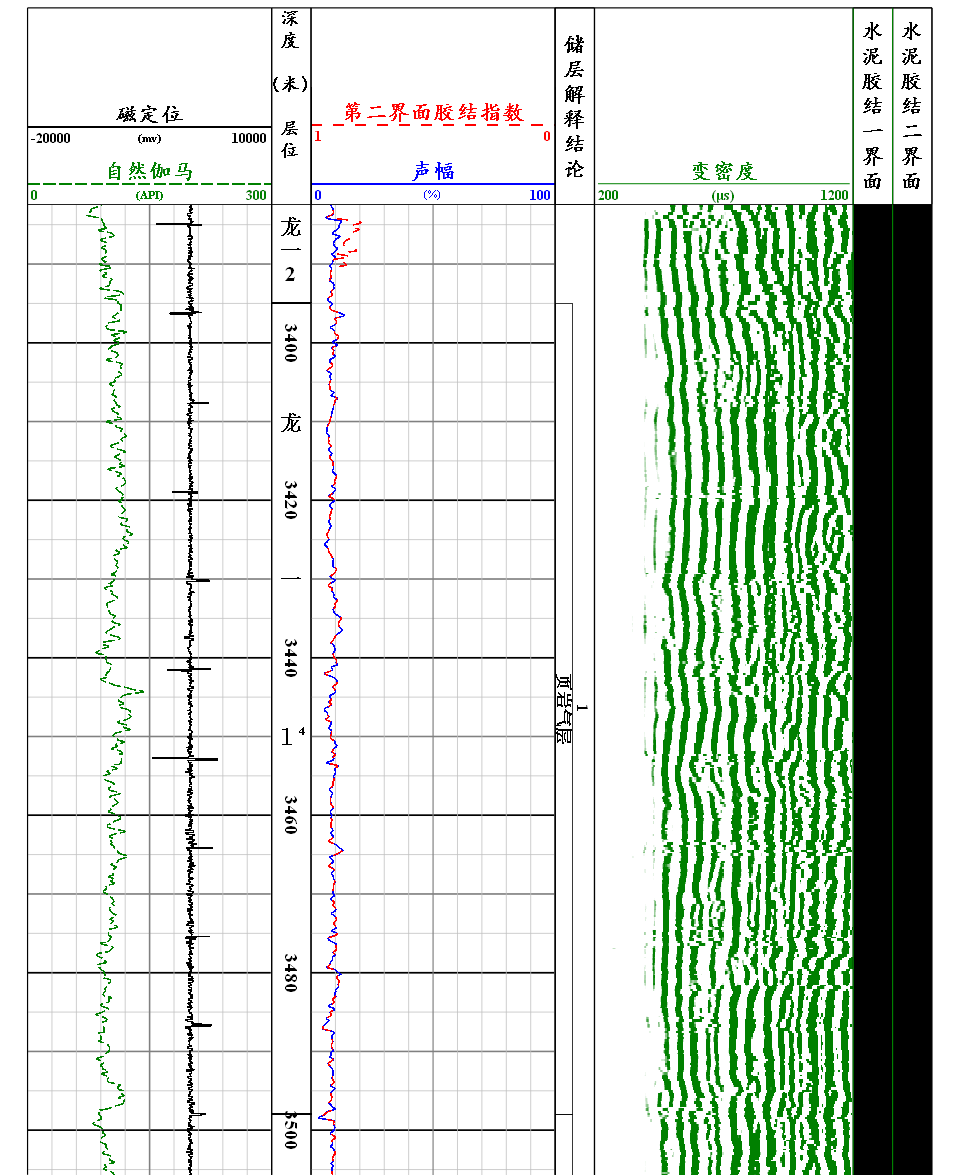 磁定位
-20000 (mv) 10000
自然伽马
0 (API) 300
深度
(米)
层位
第二界面胶结指数
1 0
声幅
0 (%) 100
储层解释结论
变密度
200 (μs) 1200
水泥胶结一界面
水泥胶结二界面
龙
一
2
3400
龙
3420
一
3440
1
页岩气层
1 4
3460
3480
3500